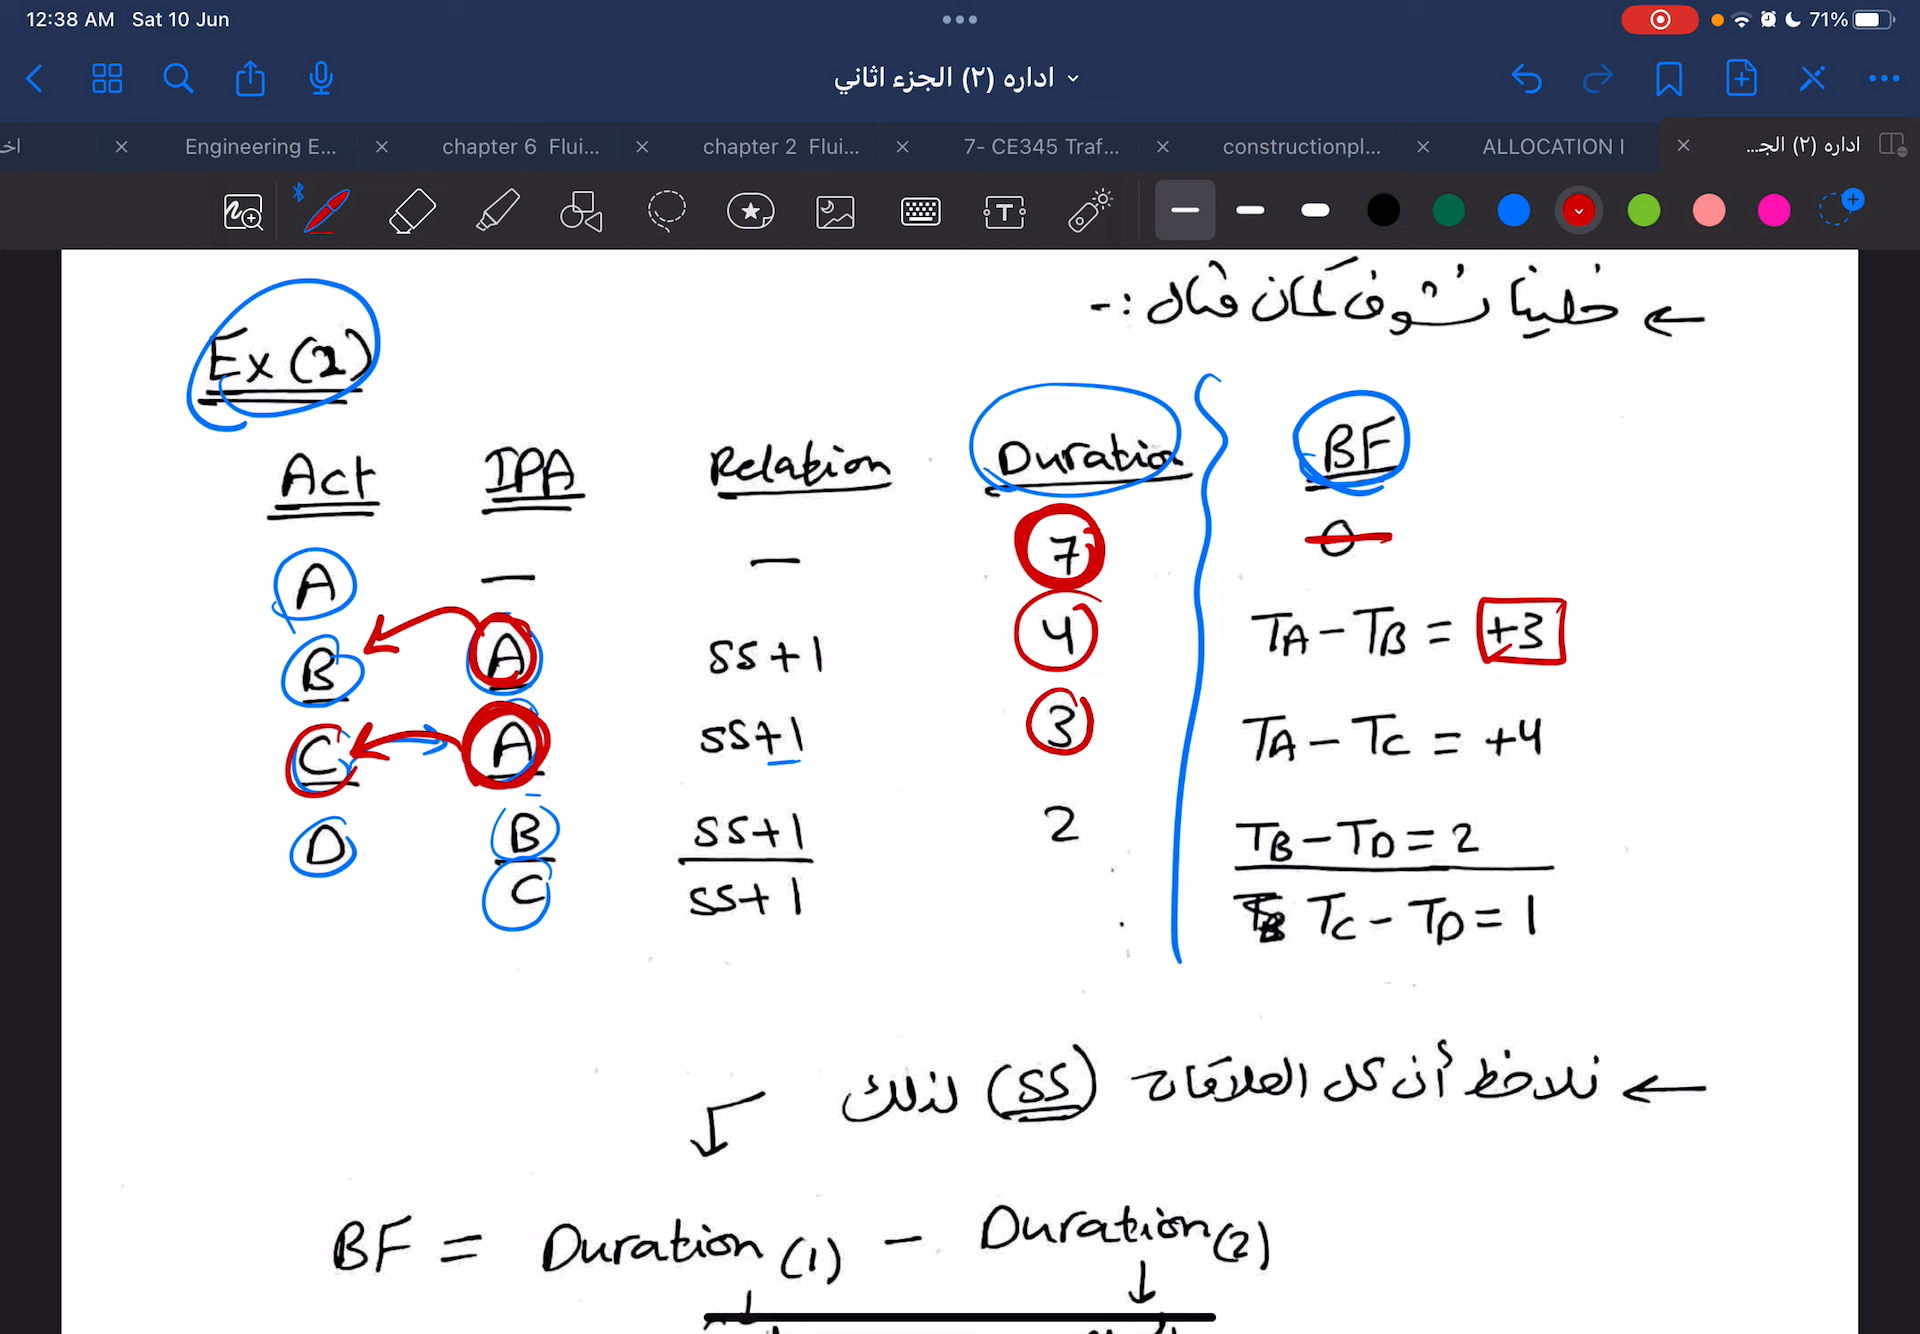 12:38 AM Sat 10 Jun
71%
اداره (٢) الجزء اثاني
اخ
Engineering E...
chapter 6 Flui...
chapter 2 Flui...
7- CE345 Traf...
constructionpl...
ALLOCATION I
اداره (٢) الجـ...
← خلينا نشوف كمان مثال :-
Ex (2)
Act IPA Relation Duration BF
A — — 7 0
B A SS+1 4 TA - TB = +3
C A SS+1 3 TA - TC = +4
D B SS+1 2 TB - TD = 2
C SS+1 TC - TD = 1
← نلاحظ أن كل العلاقات (SS) لذلك
BF = Duration (1) - Duration (2)